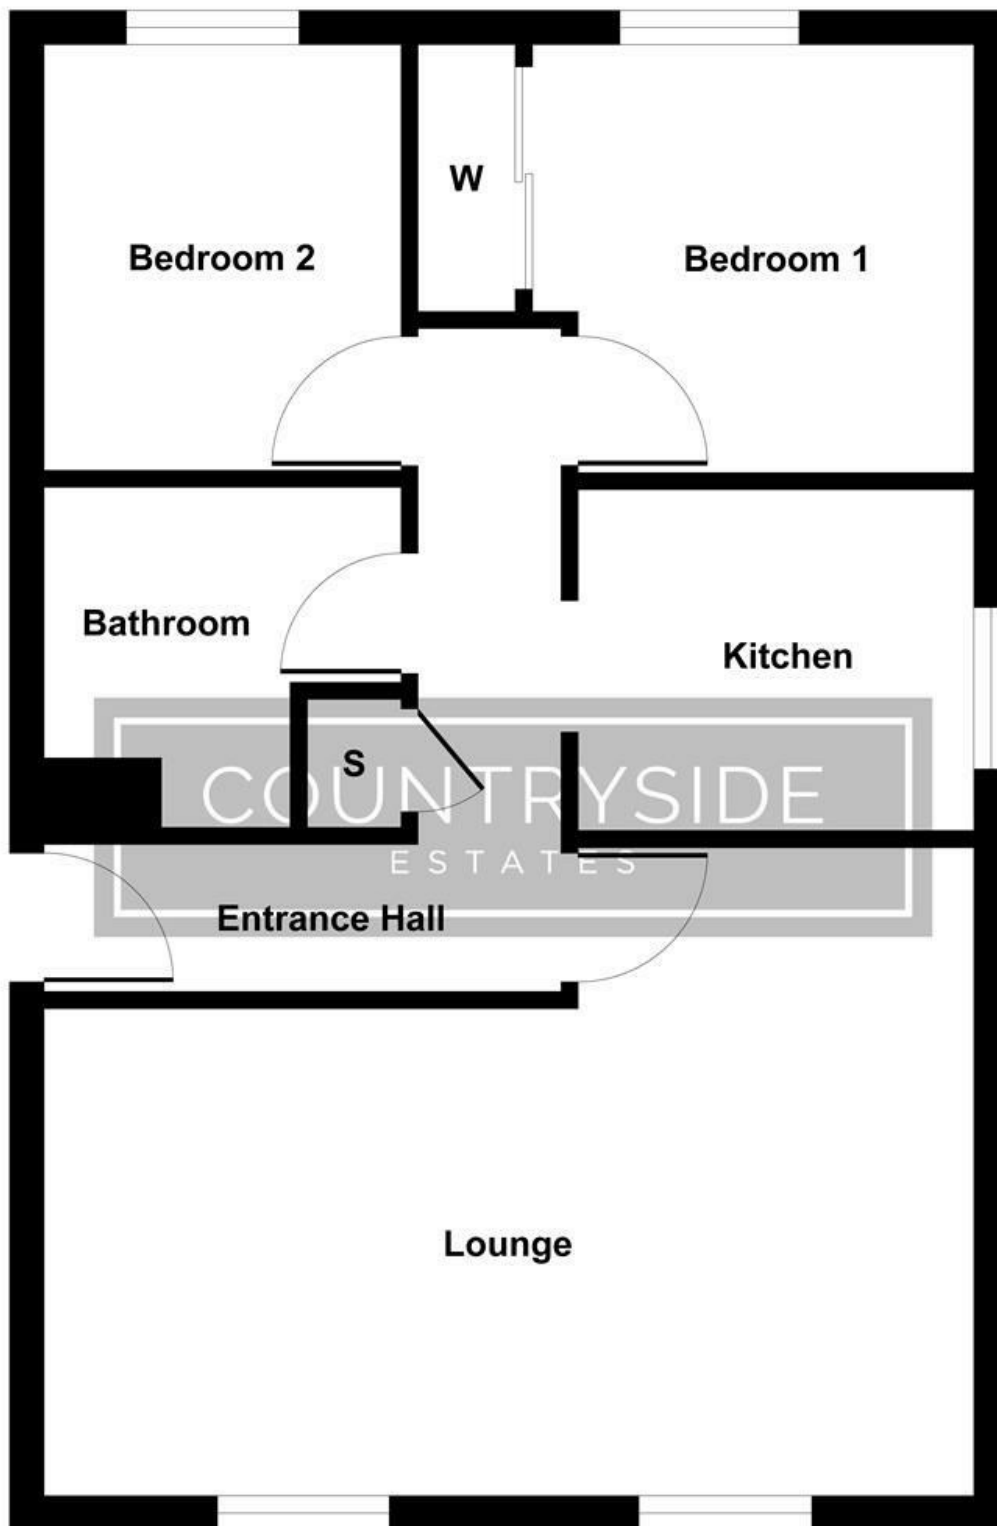 W
Bedroom 2
Bedroom 1
Bathroom
Kitchen
S
COUNTRYSIDE
ESTATES
Entrance Hall
Lounge